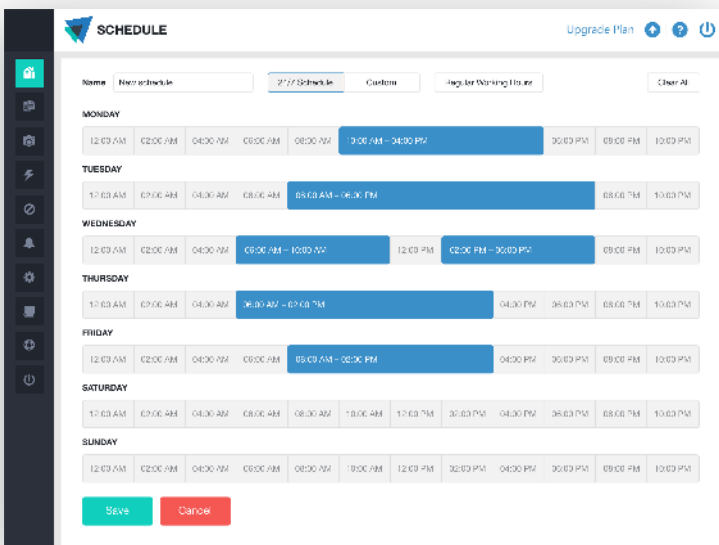 SCHEDULE Upgrade Plan
Name New schedule 24/7 Schedule Custom Regular Working Hours Clear All
MONDAY
12:00 AM 02:00 AM 04:00 AM 06:00 AM 08:00 AM 10:00 AM – 04:00 PM 06:00 PM 08:00 PM 10:00 PM
TUESDAY
12:00 AM 02:00 AM 04:00 AM 06:00 AM 08:00 AM – 06:00 PM 08:00 PM 10:00 PM
WEDNESDAY
12:00 AM 02:00 AM 04:00 AM 06:00 AM – 10:00 AM 12:00 PM 02:00 PM – 06:00 PM 08:00 PM 10:00 PM
THURSDAY
12:00 AM 02:00 AM 04:00 AM 06:00 AM – 02:00 PM 04:00 PM 06:00 PM 08:00 PM 10:00 PM
FRIDAY
12:00 AM 02:00 AM 04:00 AM 06:00 AM 08:00 AM – 02:00 PM 04:00 PM 06:00 PM 08:00 PM 10:00 PM
SATURDAY
12:00 AM 02:00 AM 04:00 AM 06:00 AM 08:00 AM 10:00 AM 12:00 PM 02:00 PM 04:00 PM 06:00 PM 08:00 PM 10:00 PM
SUNDAY
12:00 AM 02:00 AM 04:00 AM 06:00 AM 08:00 AM 10:00 AM 12:00 PM 02:00 PM 04:00 PM 06:00 PM 08:00 PM 10:00 PM
Save Cancel